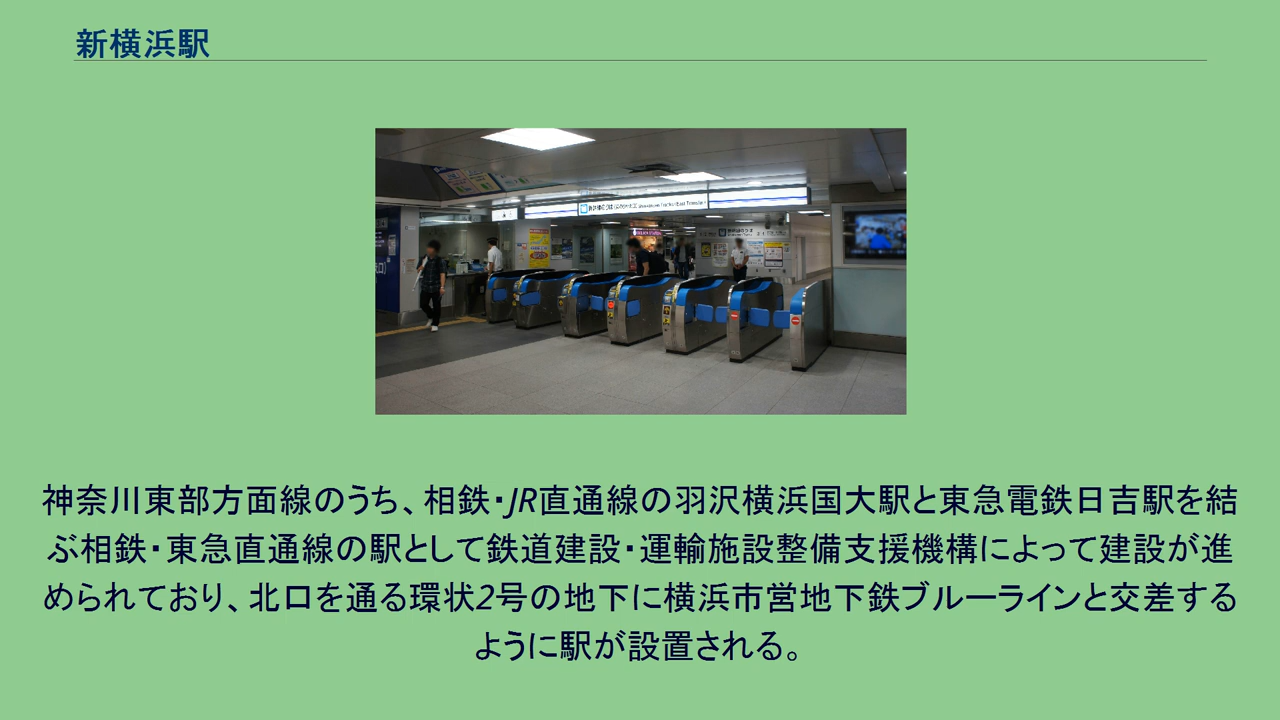 新横浜駅
神奈川東部方面線のうち、相鉄・JR直通線の羽沢横浜国大駅と東急電鉄日吉駅を結
ぶ相鉄・東急直通線の駅として鉄道建設・運輸施設整備支援機構によって建設が進
められており、北口を通る環状2号の地下に横浜市営地下鉄ブルーラインと交差する
ように駅が設置される。